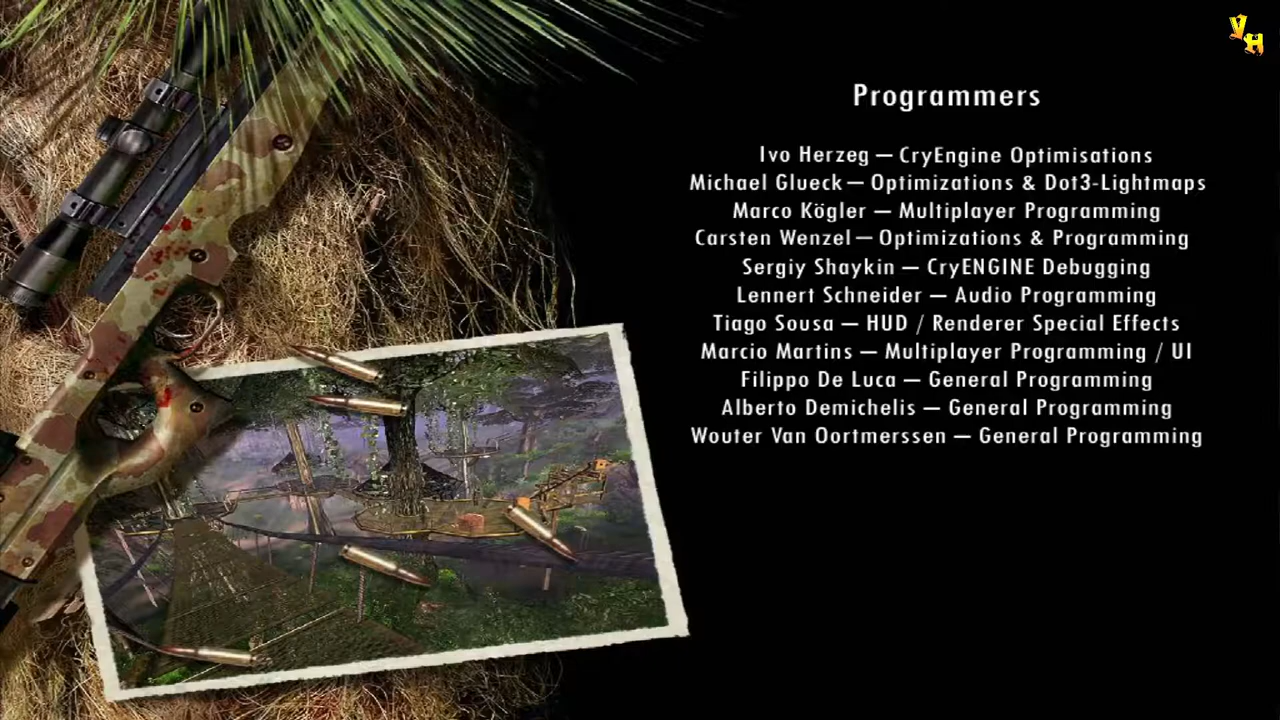 YH
Programmers
Ivo Herzeg — CryEngine Optimisations
Michael Glueck — Optimizations & Dot3-Lightmaps
Marco Kögler — Multiplayer Programming
Carsten Wenzel — Optimizations & Programming
Sergiy Shaykin — CryENGINE Debugging
Lennert Schneider — Audio Programming
Tiago Sousa — HUD / Renderer Special Effects
Marcio Martins — Multiplayer Programming / UI
Filippo De Luca — General Programming
Alberto Demichelis — General Programming
Wouter Van Oortmerssen — General Programming